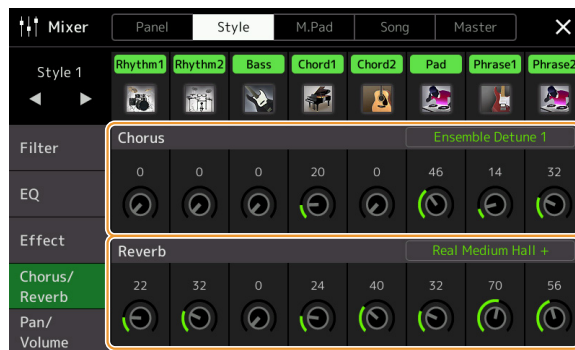 Mixer
Panel Style M.Pad Song Master
Style 1
Rhythm1 Rhythm2 Bass Chord1 Chord2 Pad Phrase1 Phrase2
Filter
EQ
Effect
Chorus/
Reverb
Pan/
Volume
Chorus Ensemble Detune 1
0 0 0 20 0 46 14 32
Reverb Real Medium Hall +
22 32 0 24 40 32 70 56